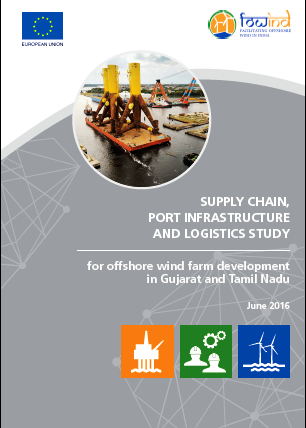 EUROPEAN UNION
fowind
FACILITATING OFFSHORE
WIND IN INDIA
SUPPLY CHAIN,
PORT INFRASTRUCTURE
AND LOGISTICS STUDY
for offshore wind farm development
in Gujarat and Tamil Nadu
June 2016